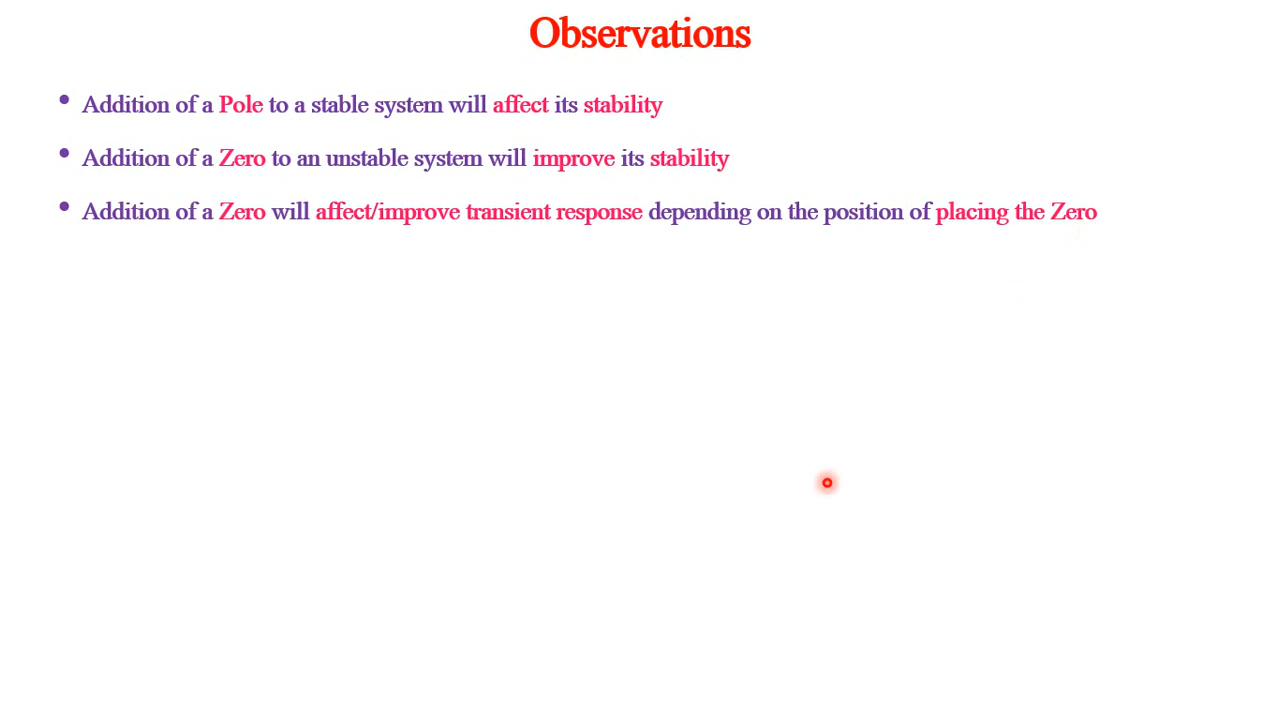 Observations
• Addition of a Pole to a stable system will affect its stability
• Addition of a Zero to an unstable system will improve its stability
• Addition of a Zero will affect/improve transient response depending on the position of placing the Zero